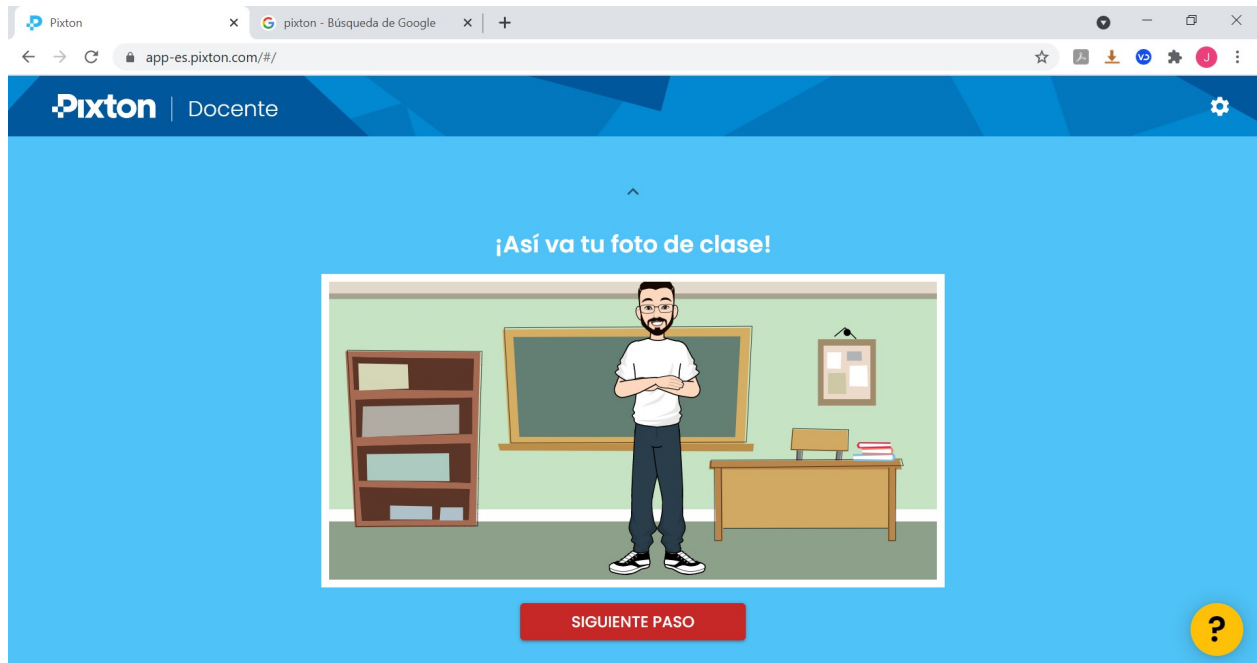 Pixton
pixton - Búsqueda de Google
app-es.pixton.com/#/
J
Pixton | Docente
¡Así va tu foto de clase!
SIGUIENTE PASO
?